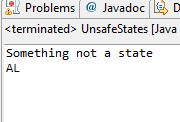 Problems @ Javadoc
<terminated> UnsafeStates [Java
Something not a state
AL